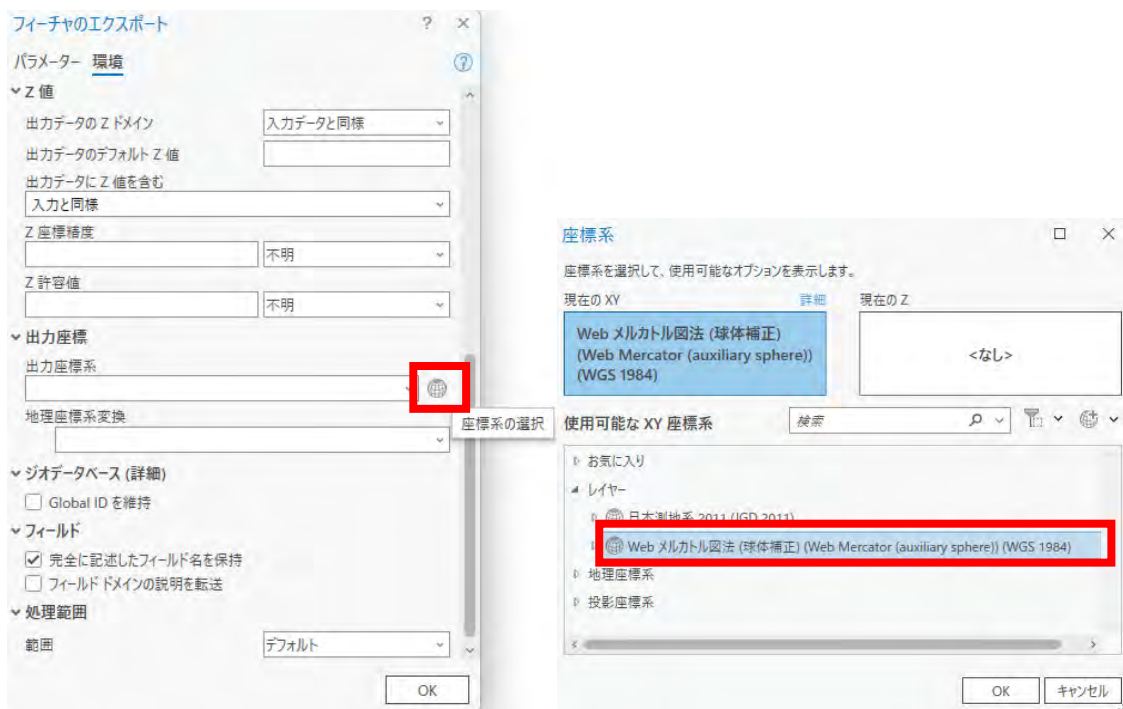 フィーチャのエクスポート ? ×
パラメーター 環境
Z 値
出力データの Z ドメイン 入力データと同様
出力データのデフォルト Z 値
出力データに Z 値を含む
入力と同様
Z 座標精度
不明
Z 許容値
不明
出力座標
出力座標系
地理座標系変換
座標系の選択
ジオデータベース (詳細)
Global ID を維持
フィールド
完全に記述したフィールド名を保持
フィールド ドメインの説明を転送
処理範囲
範囲 デフォルト
OK
座標系
座標系を選択して、使用可能なオプションを表示します。
現在の XY 詳細 現在の Z
Web メルカトル図法 (球体補正)
(Web Mercator (auxiliary sphere))
(WGS 1984)
<なし>
使用可能な XY 座標系 検索
お気に入り
レイヤー
日本測地系 2011 (JGD 2011)
Web メルカトル図法 (球体補正) (Web Mercator (auxiliary sphere)) (WGS 1984)
地理座標系
投影座標系
OK キャンセル